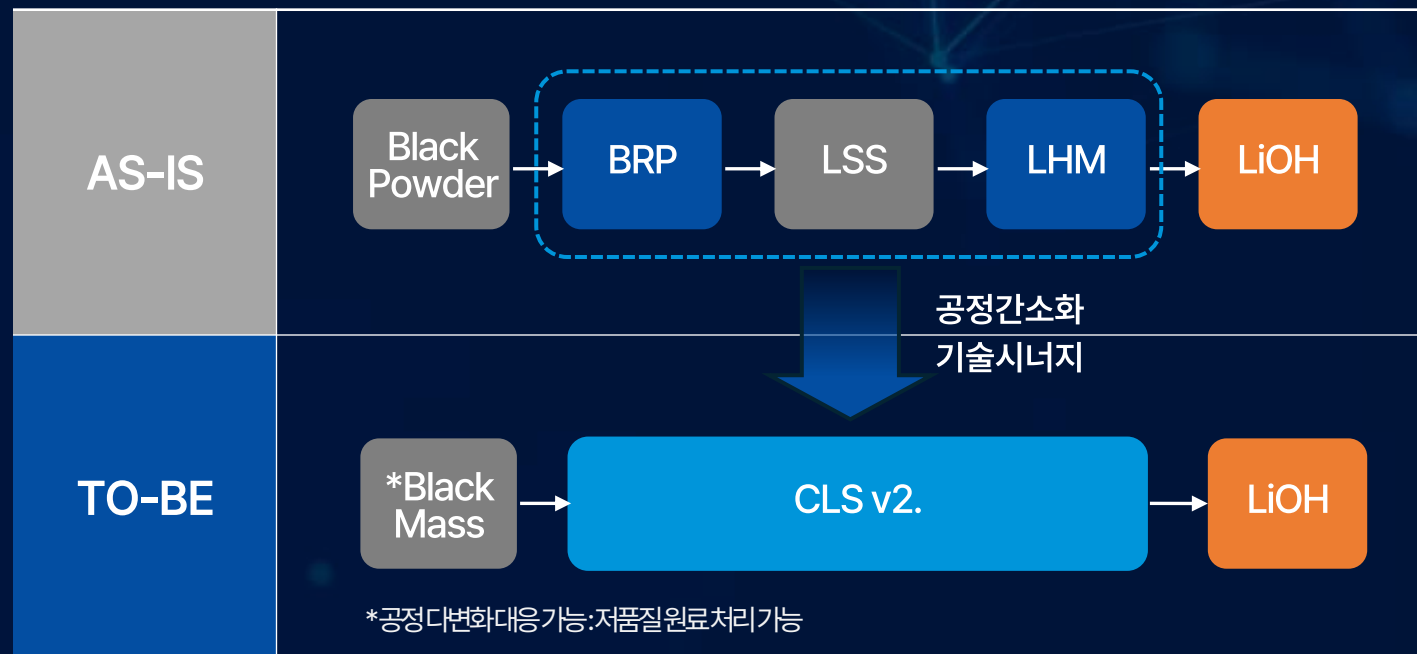 AS-IS
Black
Powder
BRP
LSS
LHM
LiOH
공정간소화
기술시너지
TO-BE
*Black
Mass
CLS v2.
LiOH
*공정 다변화 대응 가능 : 저품질 원료 처리 가능